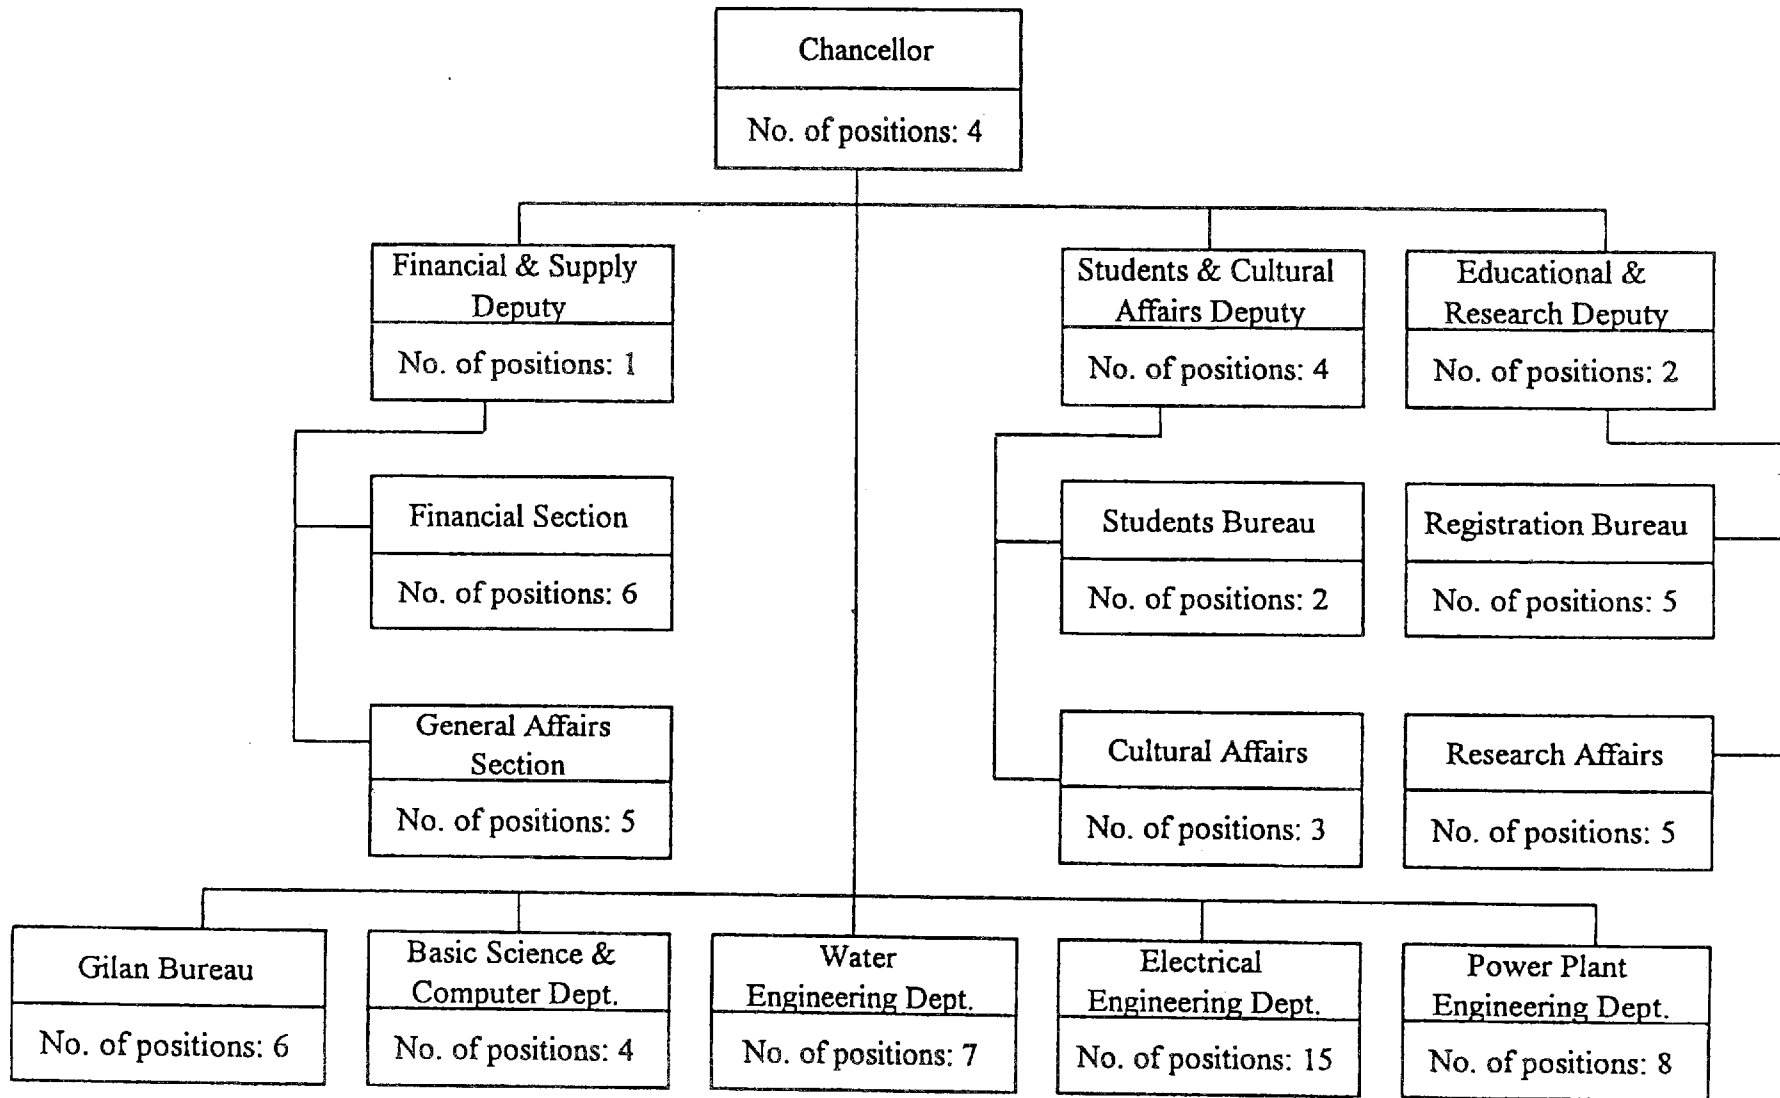 Chancellor
No. of positions: 4
Financial & Supply
Deputy
No. of positions: 1
Students & Cultural
Affairs Deputy
No. of positions: 4
Educational &
Research Deputy
No. of positions: 2
Financial Section
No. of positions: 6
Students Bureau
No. of positions: 2
Registration Bureau
No. of positions: 5
General Affairs
Section
No. of positions: 5
Cultural Affairs
No. of positions: 3
Research Affairs
No. of positions: 5
Gilan Bureau
No. of positions: 6
Basic Science &
Computer Dept.
No. of positions: 4
Water
Engineering Dept.
No. of positions: 7
Electrical
Engineering Dept.
No. of positions: 15
Power Plant
Engineering Dept.
No. of positions: 8